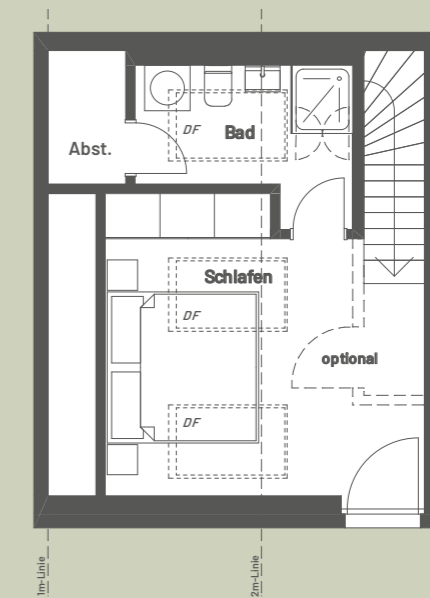 DF
Bad
Abst.
Schlafen
DF
optional
DF
1m-Linie
2m-Linie